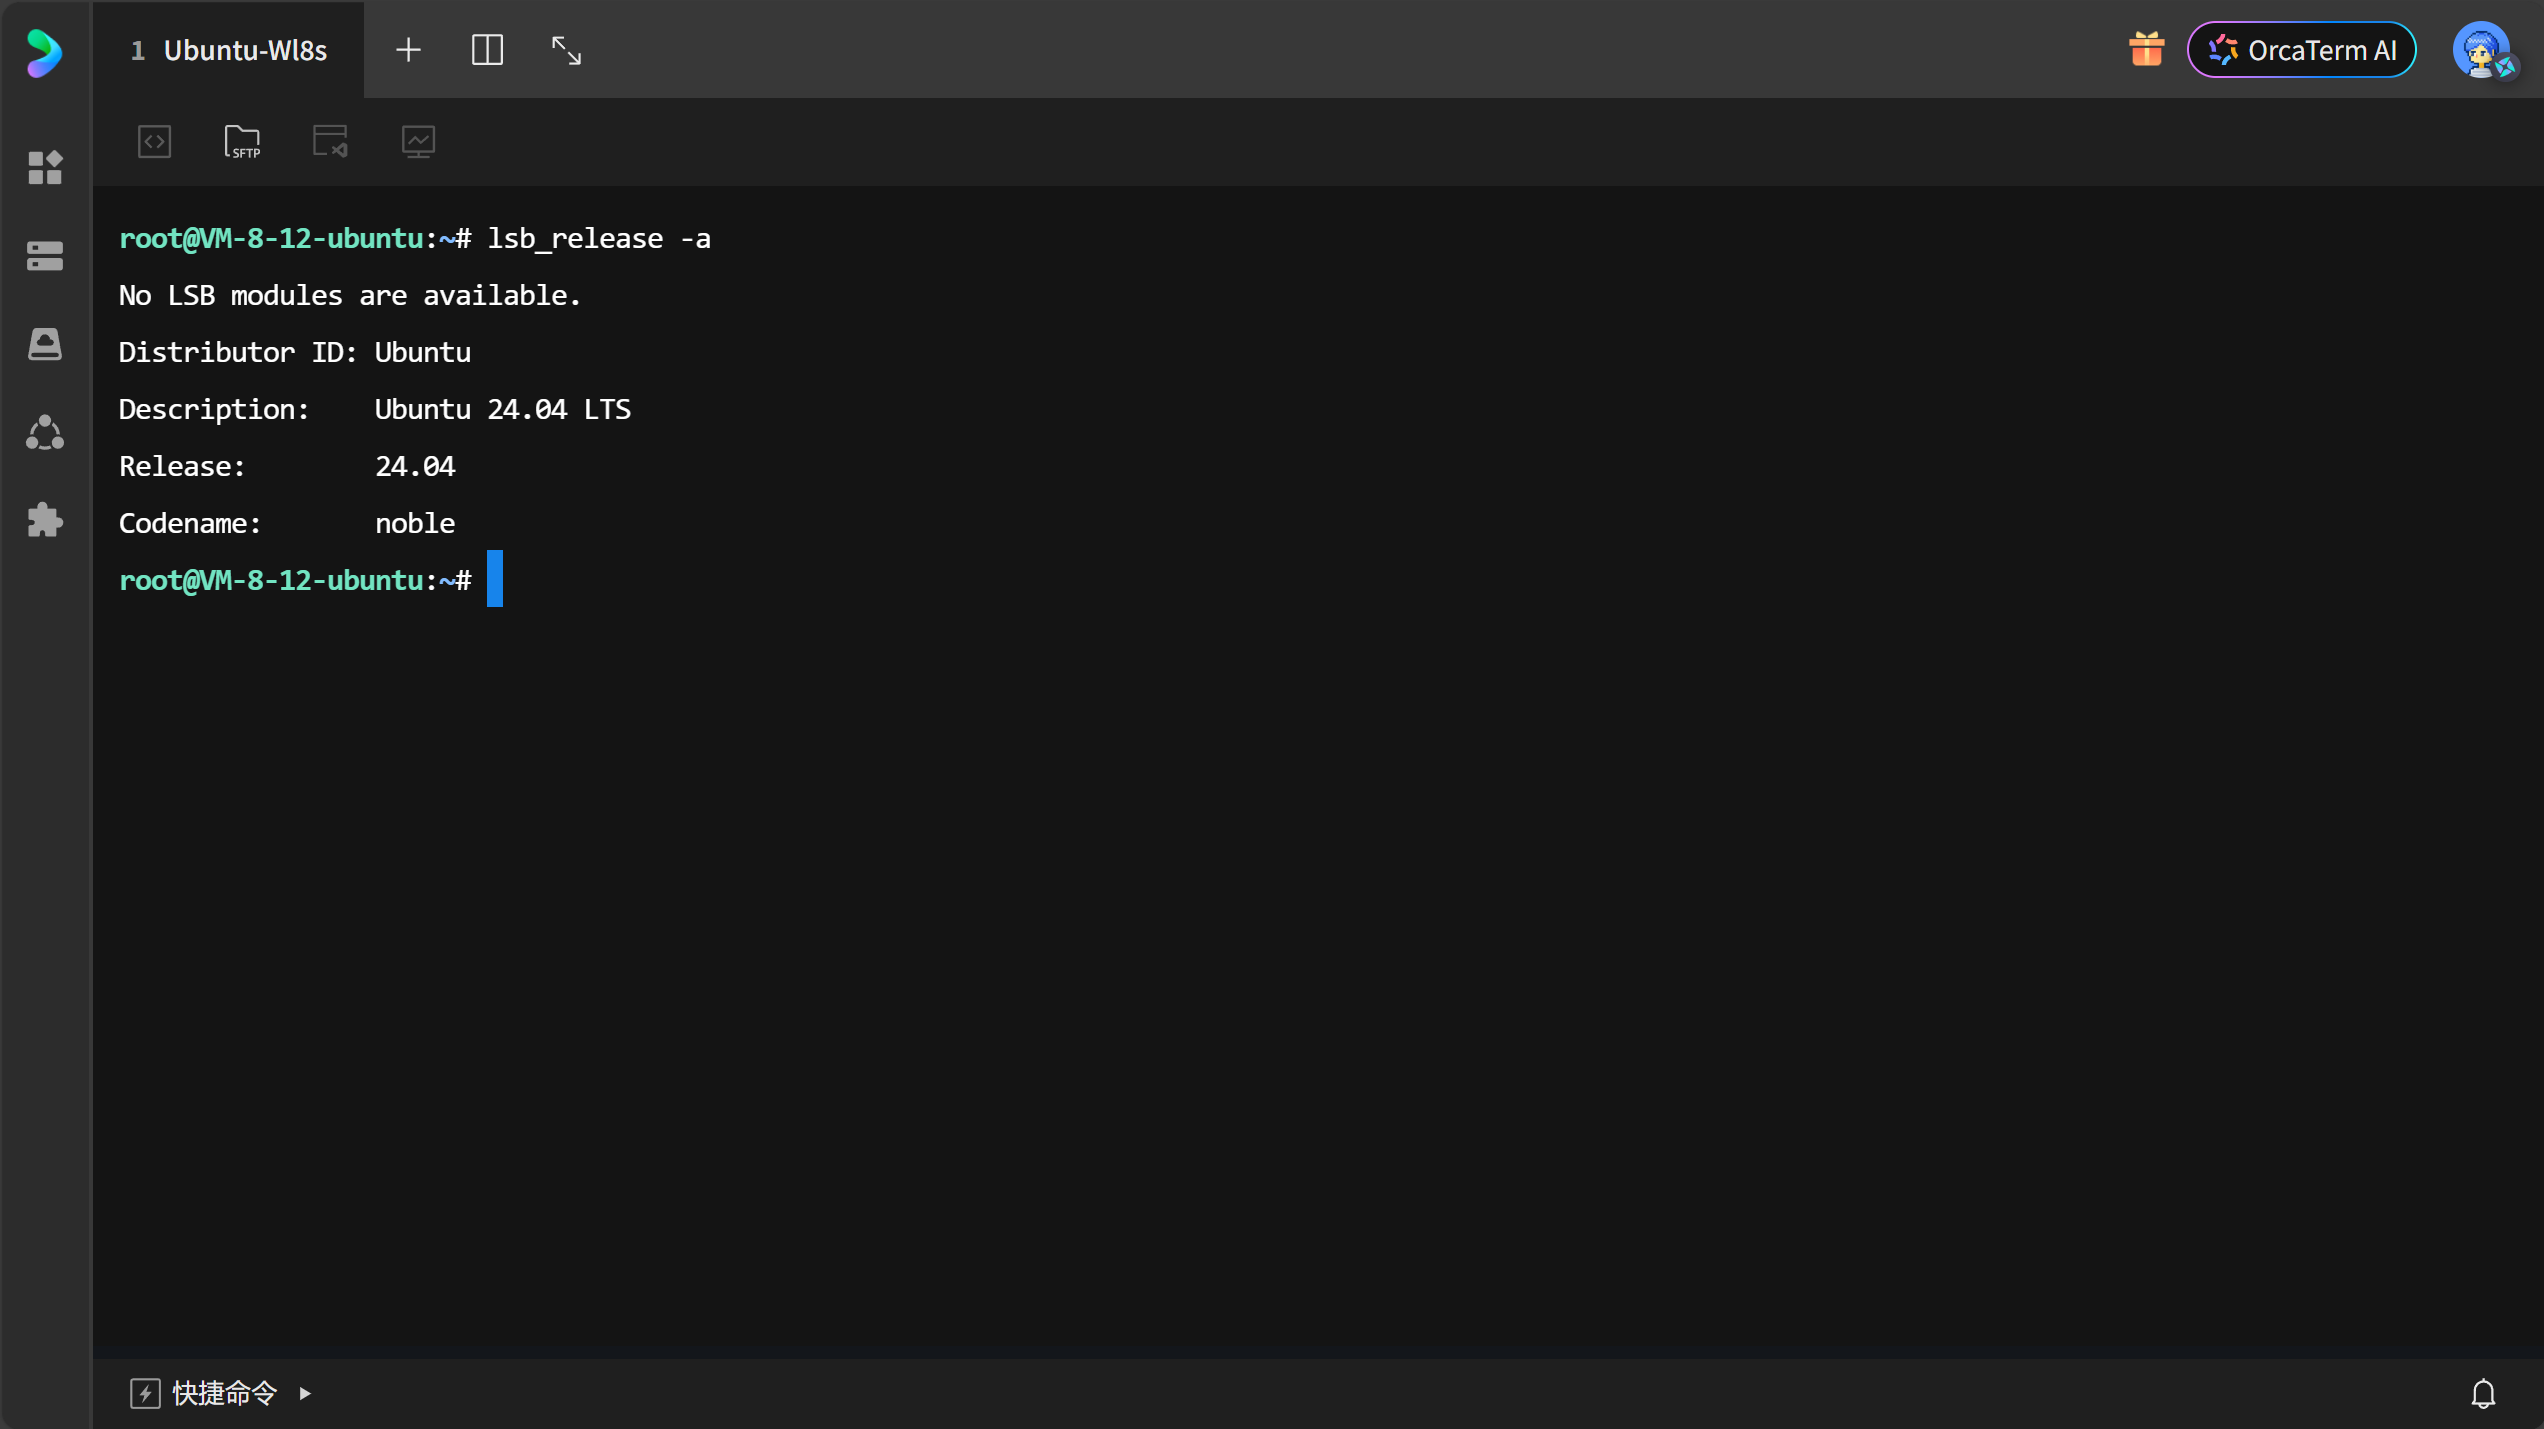 1 Ubuntu-Wl8s
OrcaTerm AI
SFTP
root@VM-8-12-ubuntu:~# lsb_release -a
No LSB modules are available.
Distributor ID: Ubuntu
Description:    Ubuntu 24.04 LTS
Release:        24.04
Codename:       noble
root@VM-8-12-ubuntu:~#
快捷命令